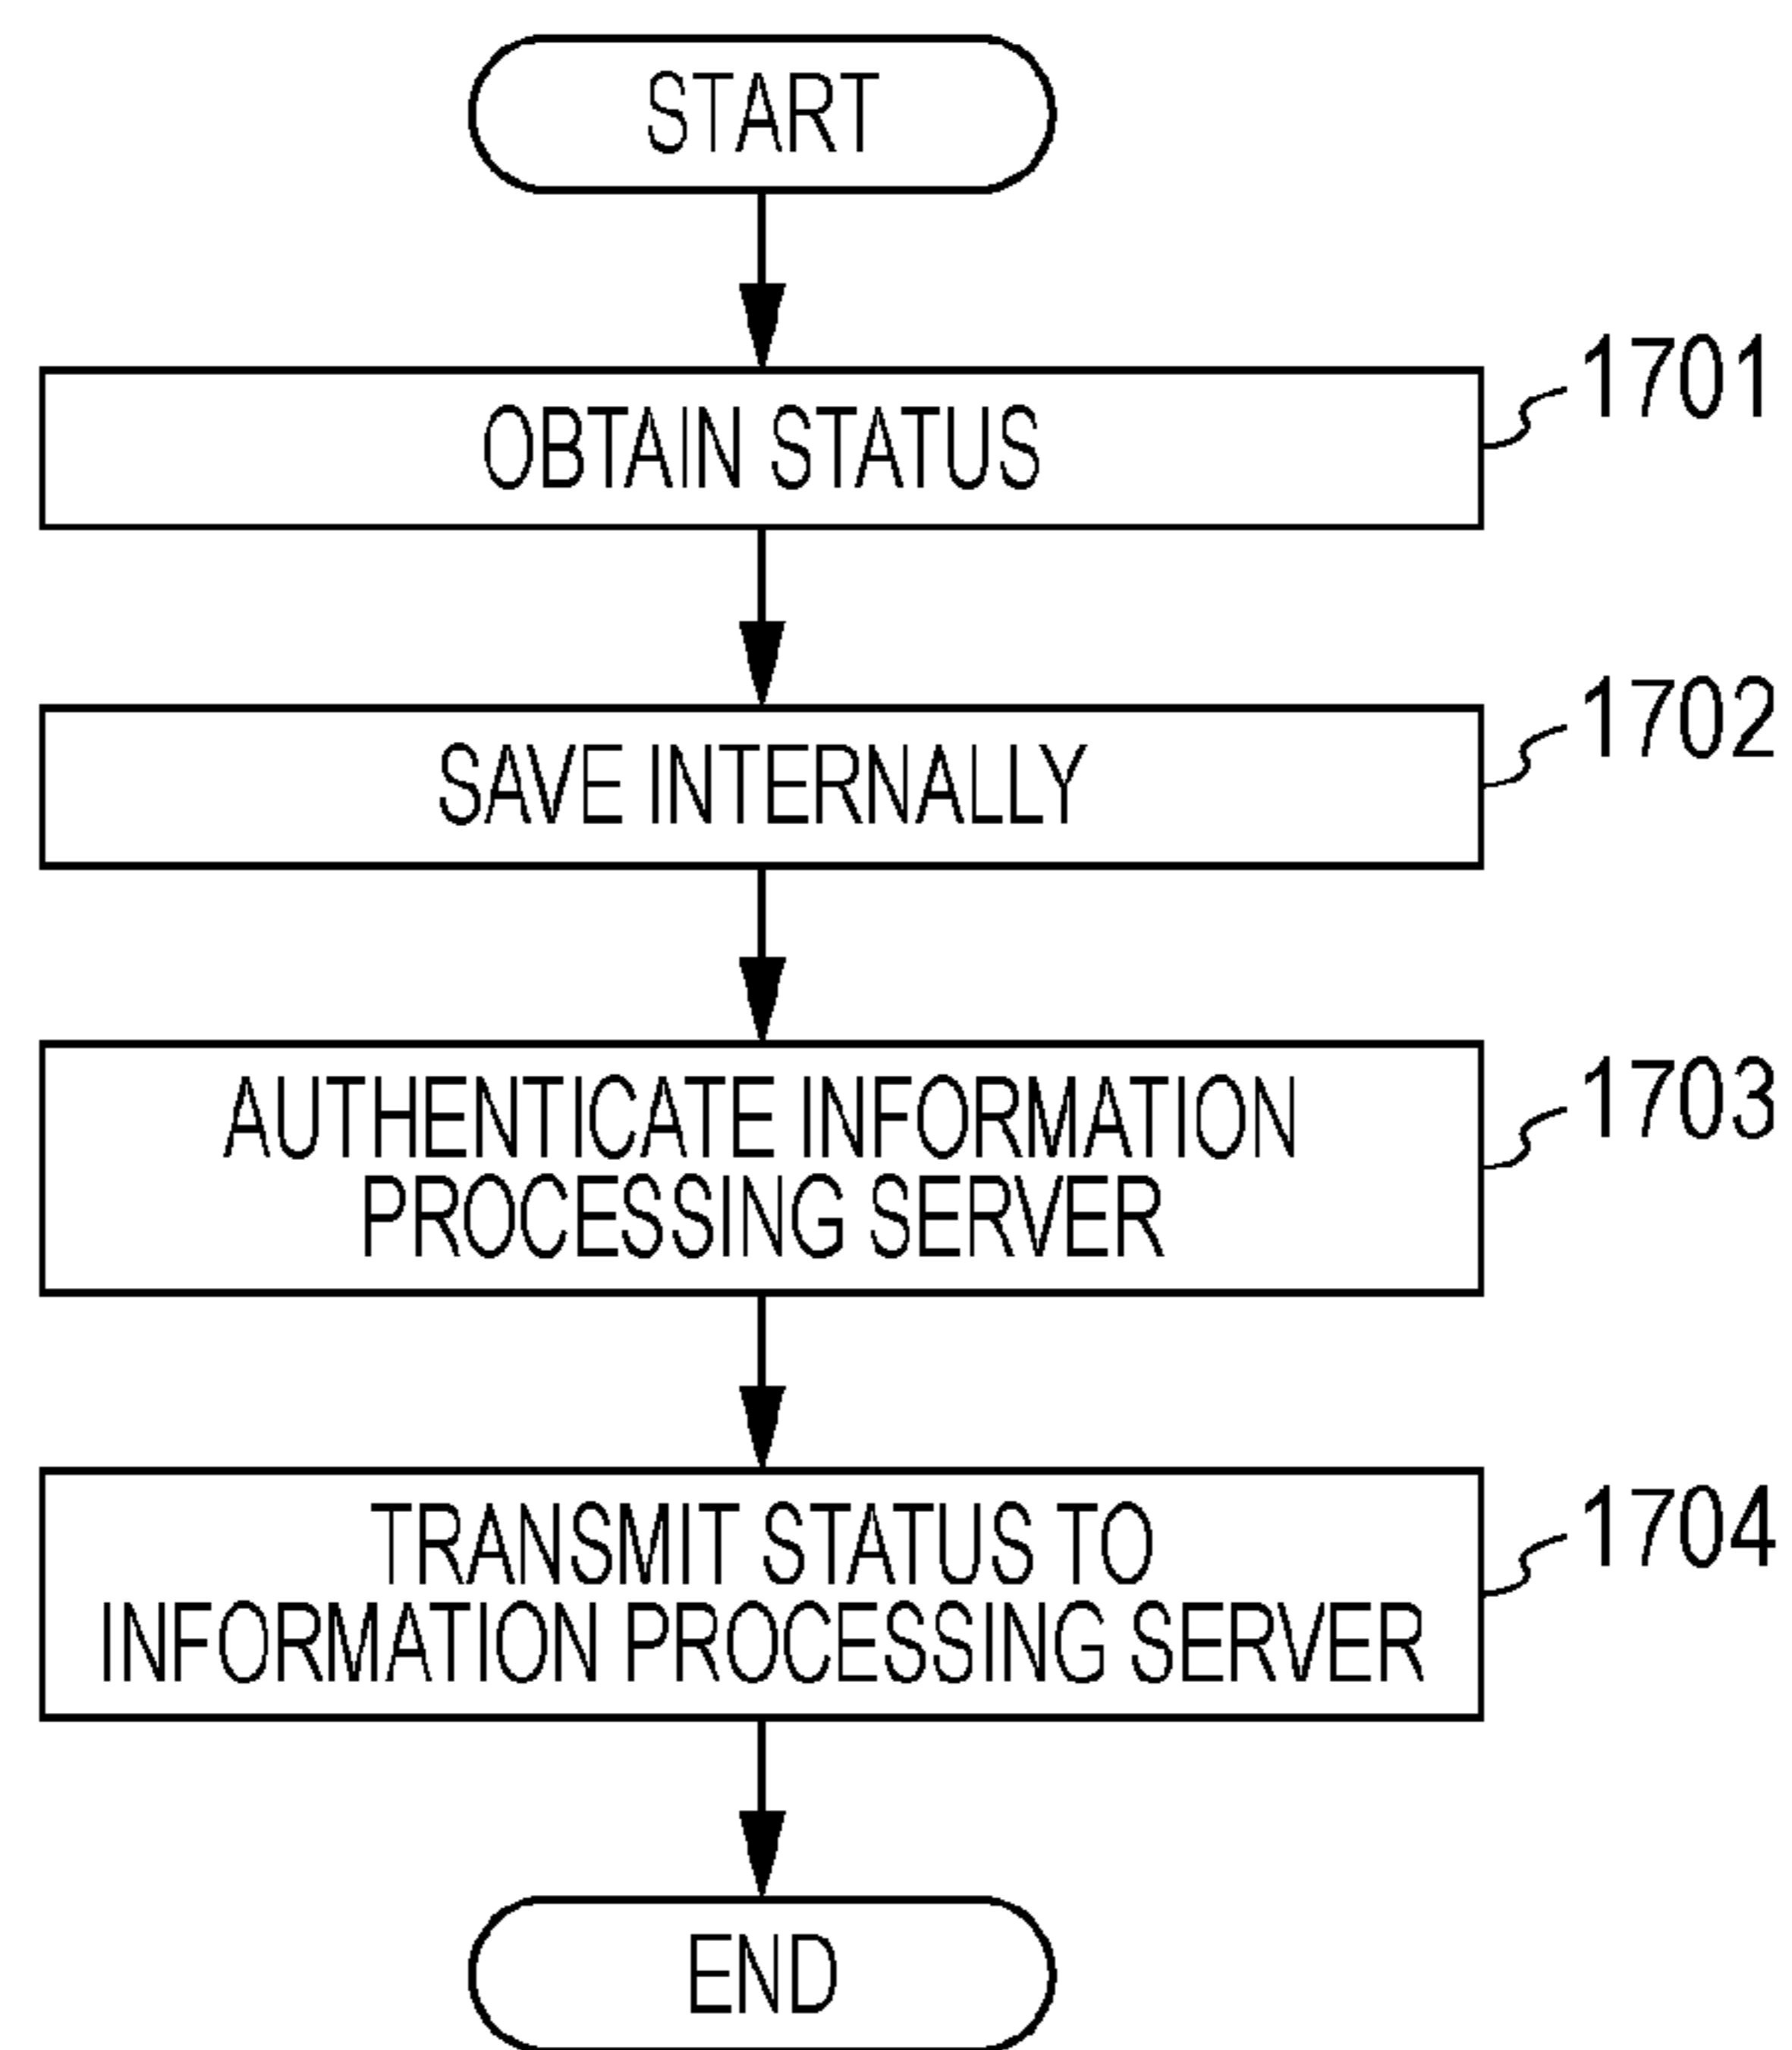 START
OBTAIN STATUS
1701
SAVE INTERNALLY
1702
AUTHENTICATE INFORMATION
PROCESSING SERVER
1703
TRANSMIT STATUS TO
INFORMATION PROCESSING SERVER
1704
END